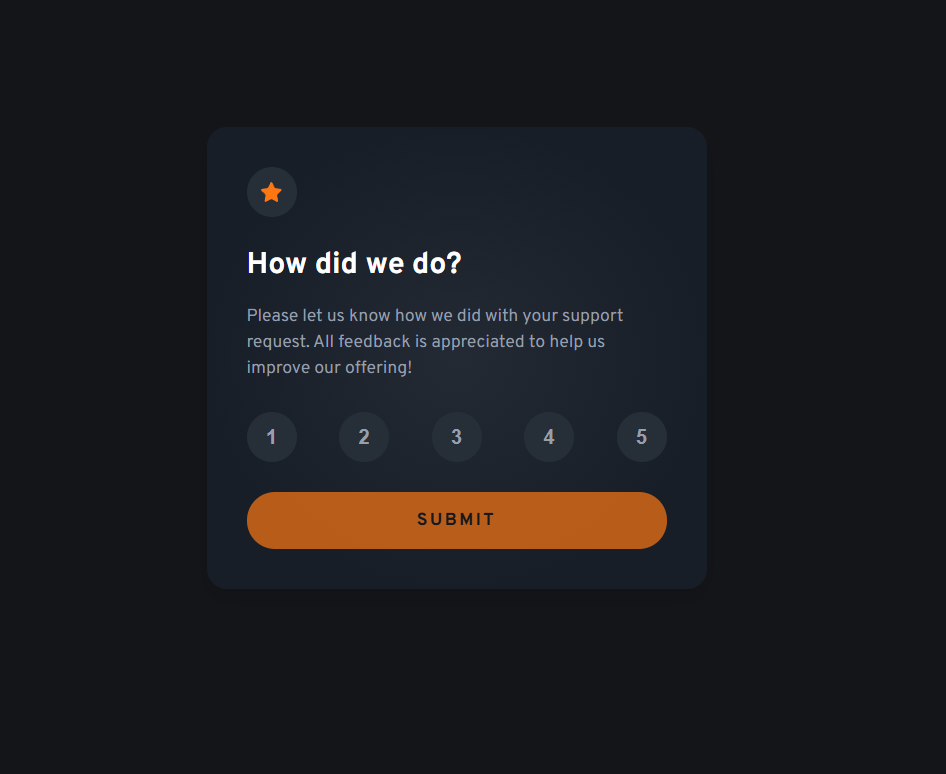 How did we do?
Please let us know how we did with your support
request. All feedback is appreciated to help us
improve our offering!
1 2 3 4 5
SUBMIT